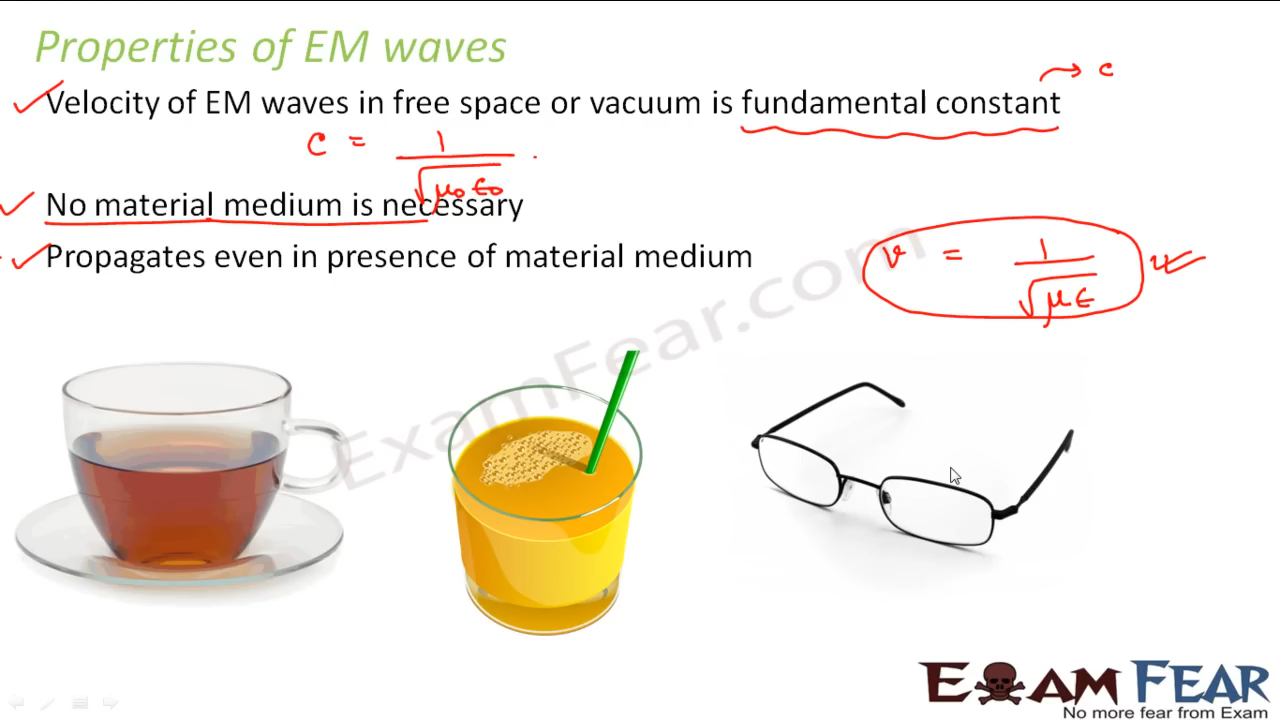 Properties of EM waves
→ c
Velocity of EM waves in free space or vacuum is fundamental constant
c = 1/√μ₀ε₀
No material medium is necessary
Propagates even in presence of material medium
v = 1/√με
ExamFear.com
EXAM FEAR
No more fear from Exam